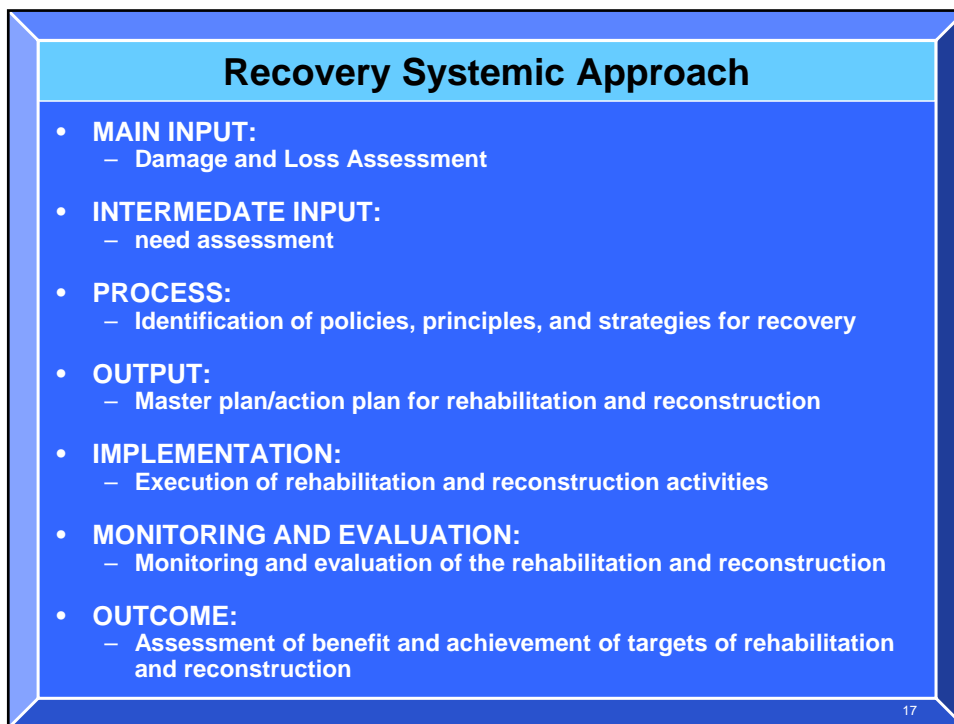 Recovery Systemic Approach
• MAIN INPUT:
– Damage and Loss Assessment
• INTERMEDATE INPUT:
– need assessment
• PROCESS:
– Identification of policies, principles, and strategies for recovery
• OUTPUT:
– Master plan/action plan for rehabilitation and reconstruction
• IMPLEMENTATION:
– Execution of rehabilitation and reconstruction activities
• MONITORING AND EVALUATION:
– Monitoring and evaluation of the rehabilitation and reconstruction
• OUTCOME:
– Assessment of benefit and achievement of targets of rehabilitation
and reconstruction
17